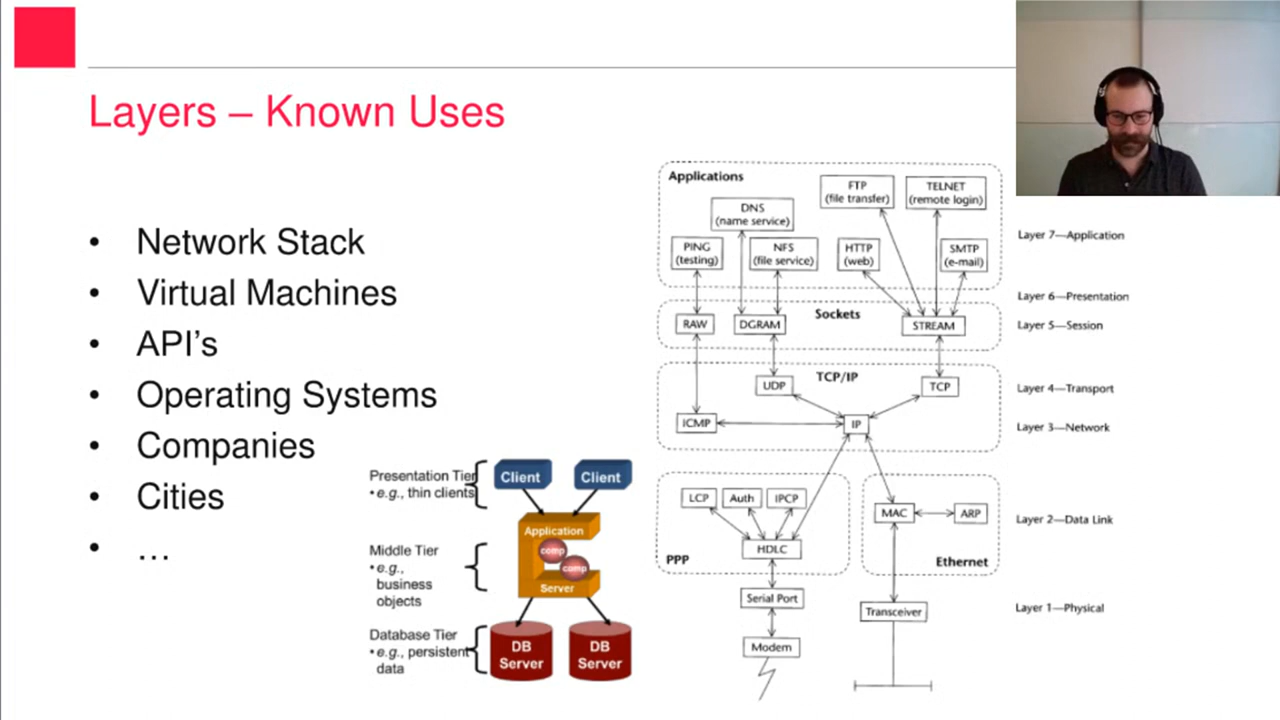 Layers – Known Uses
• Network Stack
• Virtual Machines
• API's
• Operating Systems
• Companies
• Cities
• …
Presentation Tier
• e.g., thin clients
Client
Client
Middle Tier
• e.g.,
business
objects
Application
comp
comp
Server
Database Tier
• e.g., persistent
data
DB
Server
DB
Server
Applications
FTP
(file transfer)
TELNET
(remote login)
DNS
(name service)
PING
(testing)
NFS
(file service)
HTTP
(web)
SMTP
(e-mail)
Layer 7—Application
Layer 6—Presentation
Sockets
RAW
DGRAM
STREAM
Layer 5—Session
TCP/IP
UDP
TCP
Layer 4—Transport
ICMP
IP
Layer 3—Network
LCP
Auth
IPCP
MAC
ARP
Layer 2—Data Link
HDLC
PPP
Ethernet
Serial Port
Transceiver
Layer 1—Physical
Modem